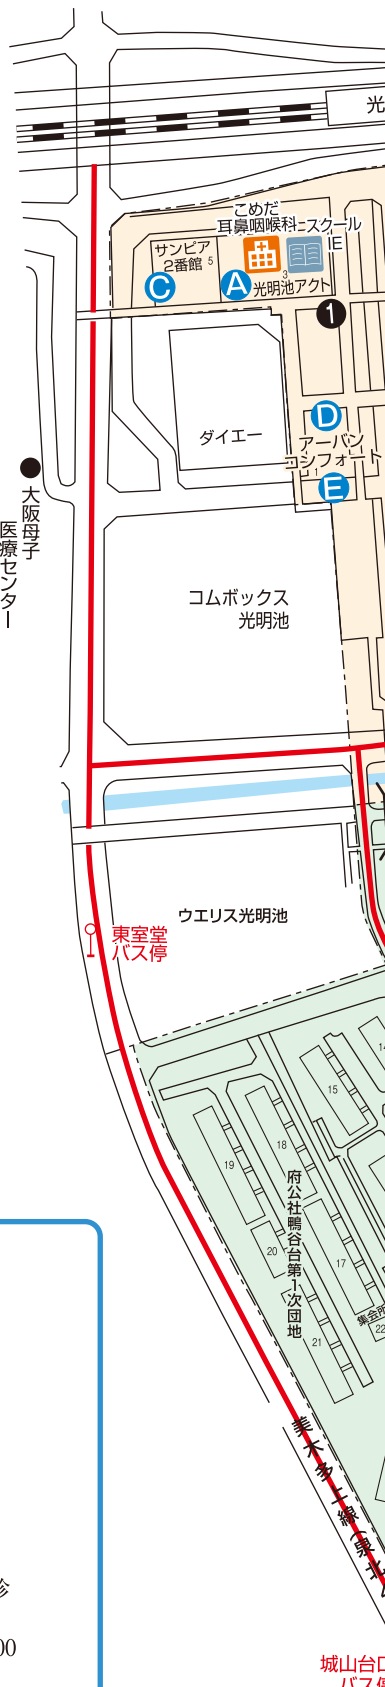 光
こめだ
耳鼻咽喉科
ースクール
IE
サンピア
2番館 5
C
A
3
光明池アクト
1
ダイエー
D
アーバン
コンフォート
1
E
大阪母子
医療センター
コムボックス
光明池
ウエリス光明池
東室堂
バス停
14
15
18
19
府公社鴨谷台第1次団地
20
17
集会所
22
21
美木多上線(泉北
診
00
城山台口
バス停